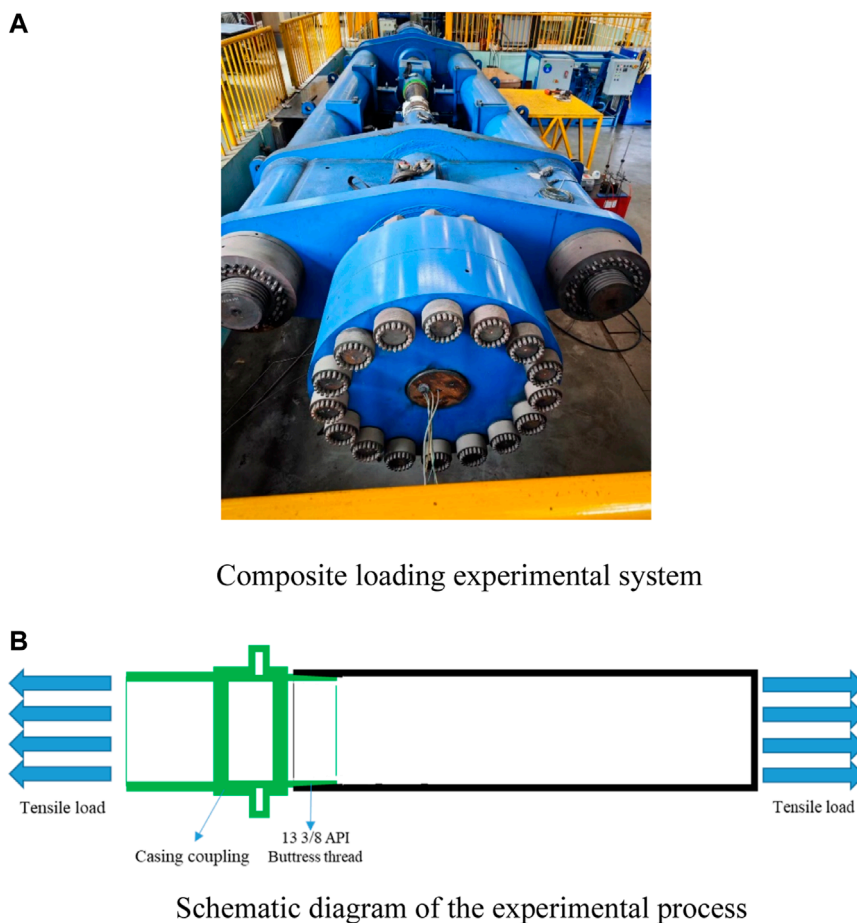 A
Composite loading experimental system
B
Tensile load
Tensile load
Casing coupling
13 3/8 API
Buttress thread
Schematic diagram of the experimental process